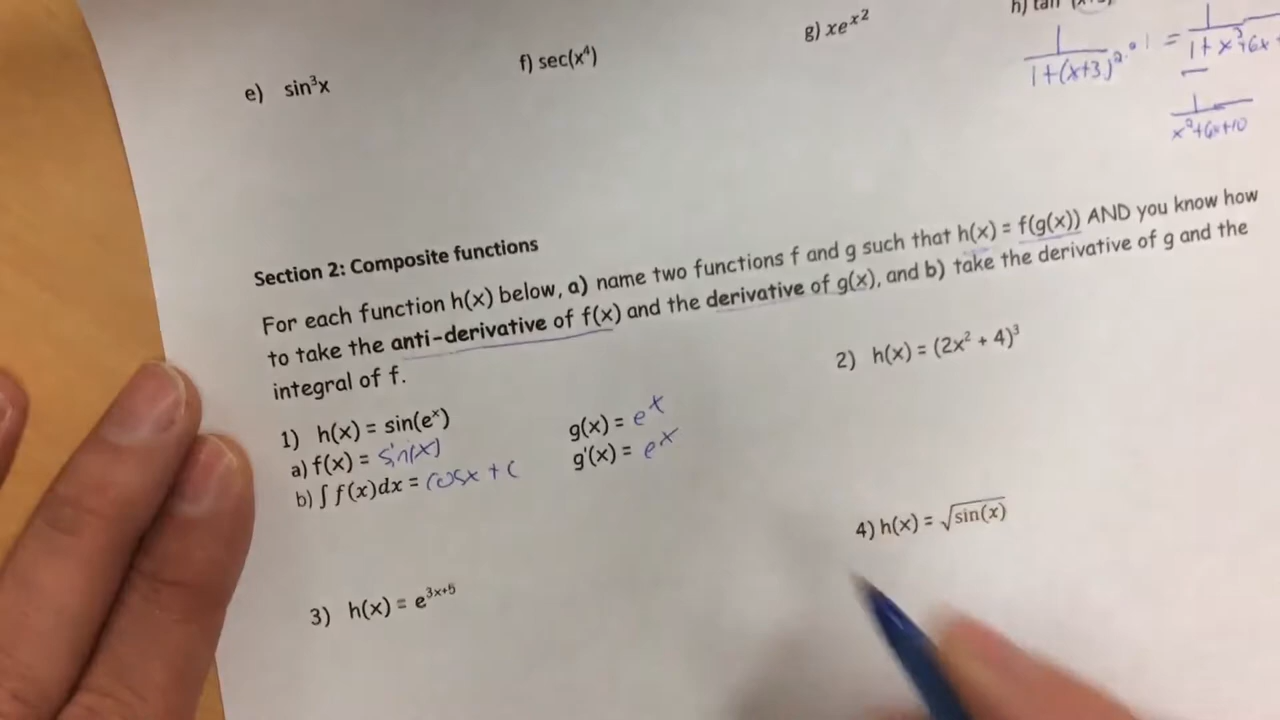 e) sin³x
f) sec(x⁴)
g) xe^x2
h) tan
1/(1+(x+3)²) · 1 = 1/(1+x²+6x+
1/(x²+6x+10)
Section 2: Composite functions
For each function h(x) below, a) name two functions f and g such that h(x) = f(g(x)) AND you know how
to take the anti-derivative of f(x) and the derivative of g(x), and b) take the derivative of g and the
integral of f.
1) h(x) = sin(eˣ)
a) f(x) = sin(x)
g(x) = eˣ
b) ∫ f(x)dx = cosx + C
g'(x) = eˣ
2) h(x) = (2x² + 4)³
3) h(x) = e^3x+5
4) h(x) = √sin(x)